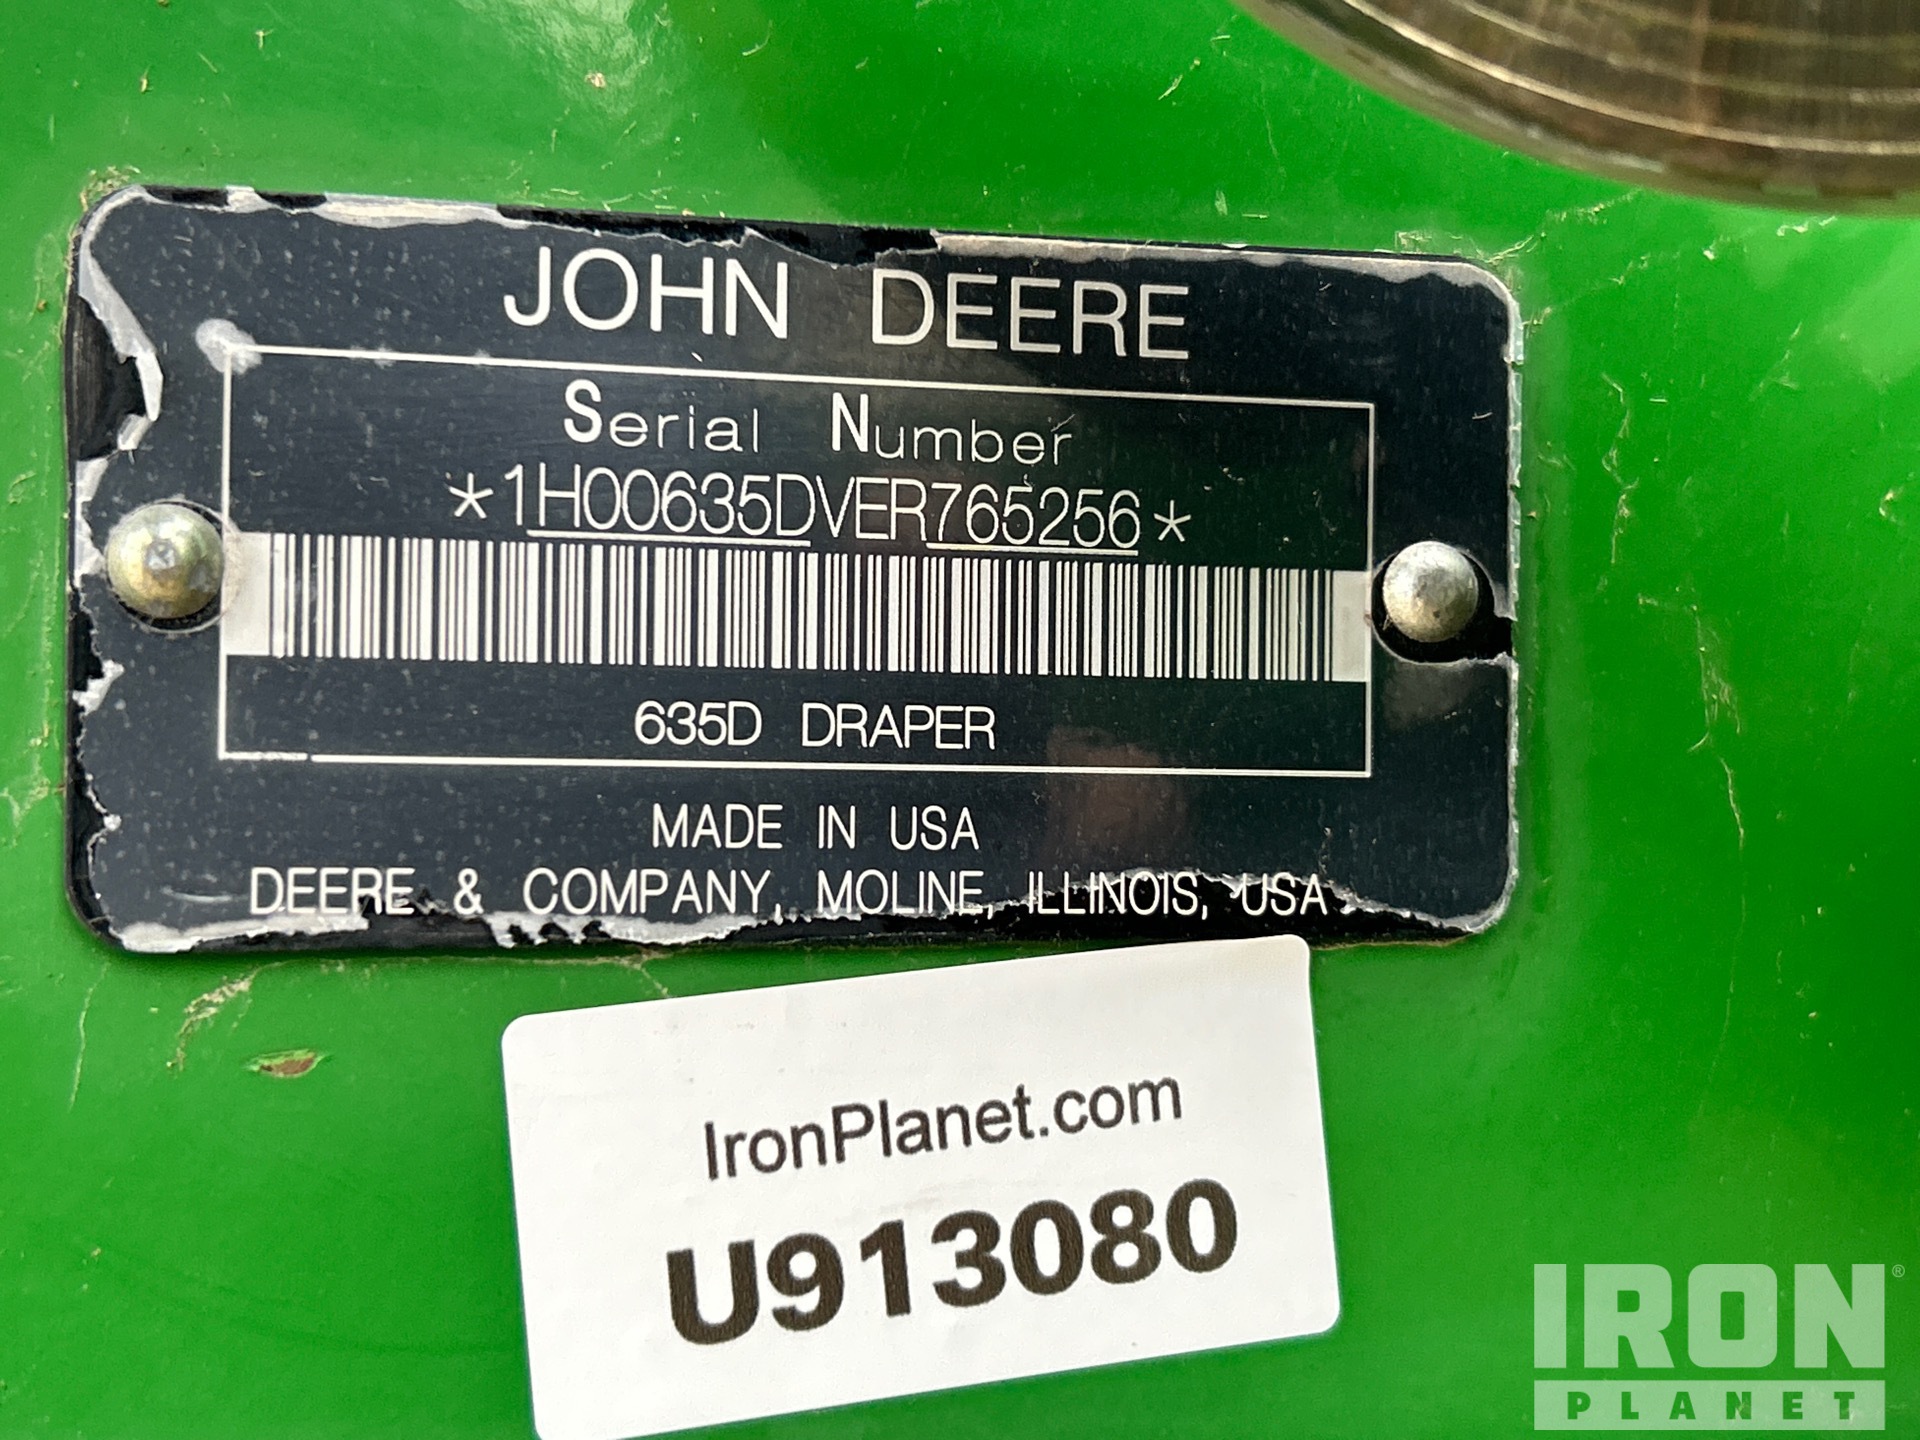 JOHN DEERE
Serial Number
*1H00635DVER765256*
635D DRAPER
MADE IN USA
DEERE & COMPANY, MOLINE, ILLINOIS, USA
IronPlanet.com
U913080
IRON®
PLANET